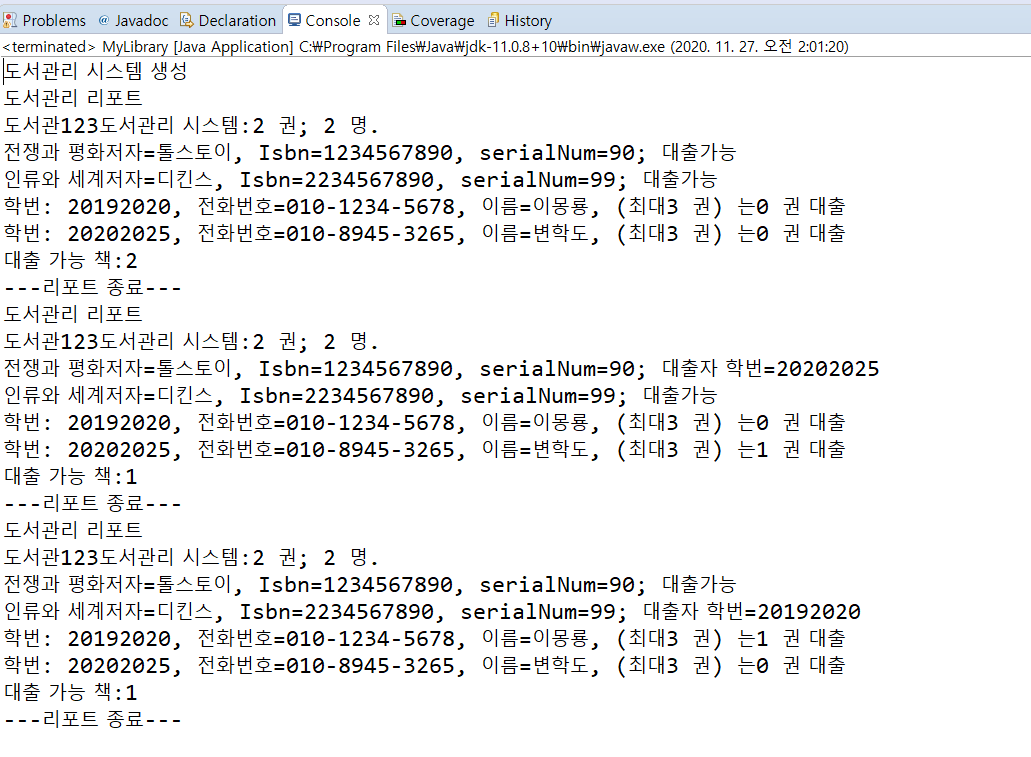 Problems @ Javadoc Declaration Console Coverage History
<terminated> MyLibrary [Java Application] C:₩Program Files₩Java₩jdk-11.0.8+10₩bin₩javaw.exe (2020. 11. 27. 오전 2:01:20)
도서관리 시스템 생성
도서관리 리포트
도서관123도서관리 시스템:2 권; 2 명.
전쟁과 평화저자=톨스토이, Isbn=1234567890, serialNum=90; 대출가능
인류와 세계저자=디킨스, Isbn=2234567890, serialNum=99; 대출가능
학번: 20192020, 전화번호=010-1234-5678, 이름=이몽룡, (최대3 권) 는0 권 대출
학번: 20202025, 전화번호=010-8945-3265, 이름=변학도, (최대3 권) 는0 권 대출
대출 가능 책:2
---리포트 종료---
도서관리 리포트
도서관123도서관리 시스템:2 권; 2 명.
전쟁과 평화저자=톨스토이, Isbn=1234567890, serialNum=90; 대출자 학번=20202025
인류와 세계저자=디킨스, Isbn=2234567890, serialNum=99; 대출가능
학번: 20192020, 전화번호=010-1234-5678, 이름=이몽룡, (최대3 권) 는0 권 대출
학번: 20202025, 전화번호=010-8945-3265, 이름=변학도, (최대3 권) 는1 권 대출
대출 가능 책:1
---리포트 종료---
도서관리 리포트
도서관123도서관리 시스템:2 권; 2 명.
전쟁과 평화저자=톨스토이, Isbn=1234567890, serialNum=90; 대출가능
인류와 세계저자=디킨스, Isbn=2234567890, serialNum=99; 대출자 학번=20192020
학번: 20192020, 전화번호=010-1234-5678, 이름=이몽룡, (최대3 권) 는1 권 대출
학번: 20202025, 전화번호=010-8945-3265, 이름=변학도, (최대3 권) 는0 권 대출
대출 가능 책:1
---리포트 종료---